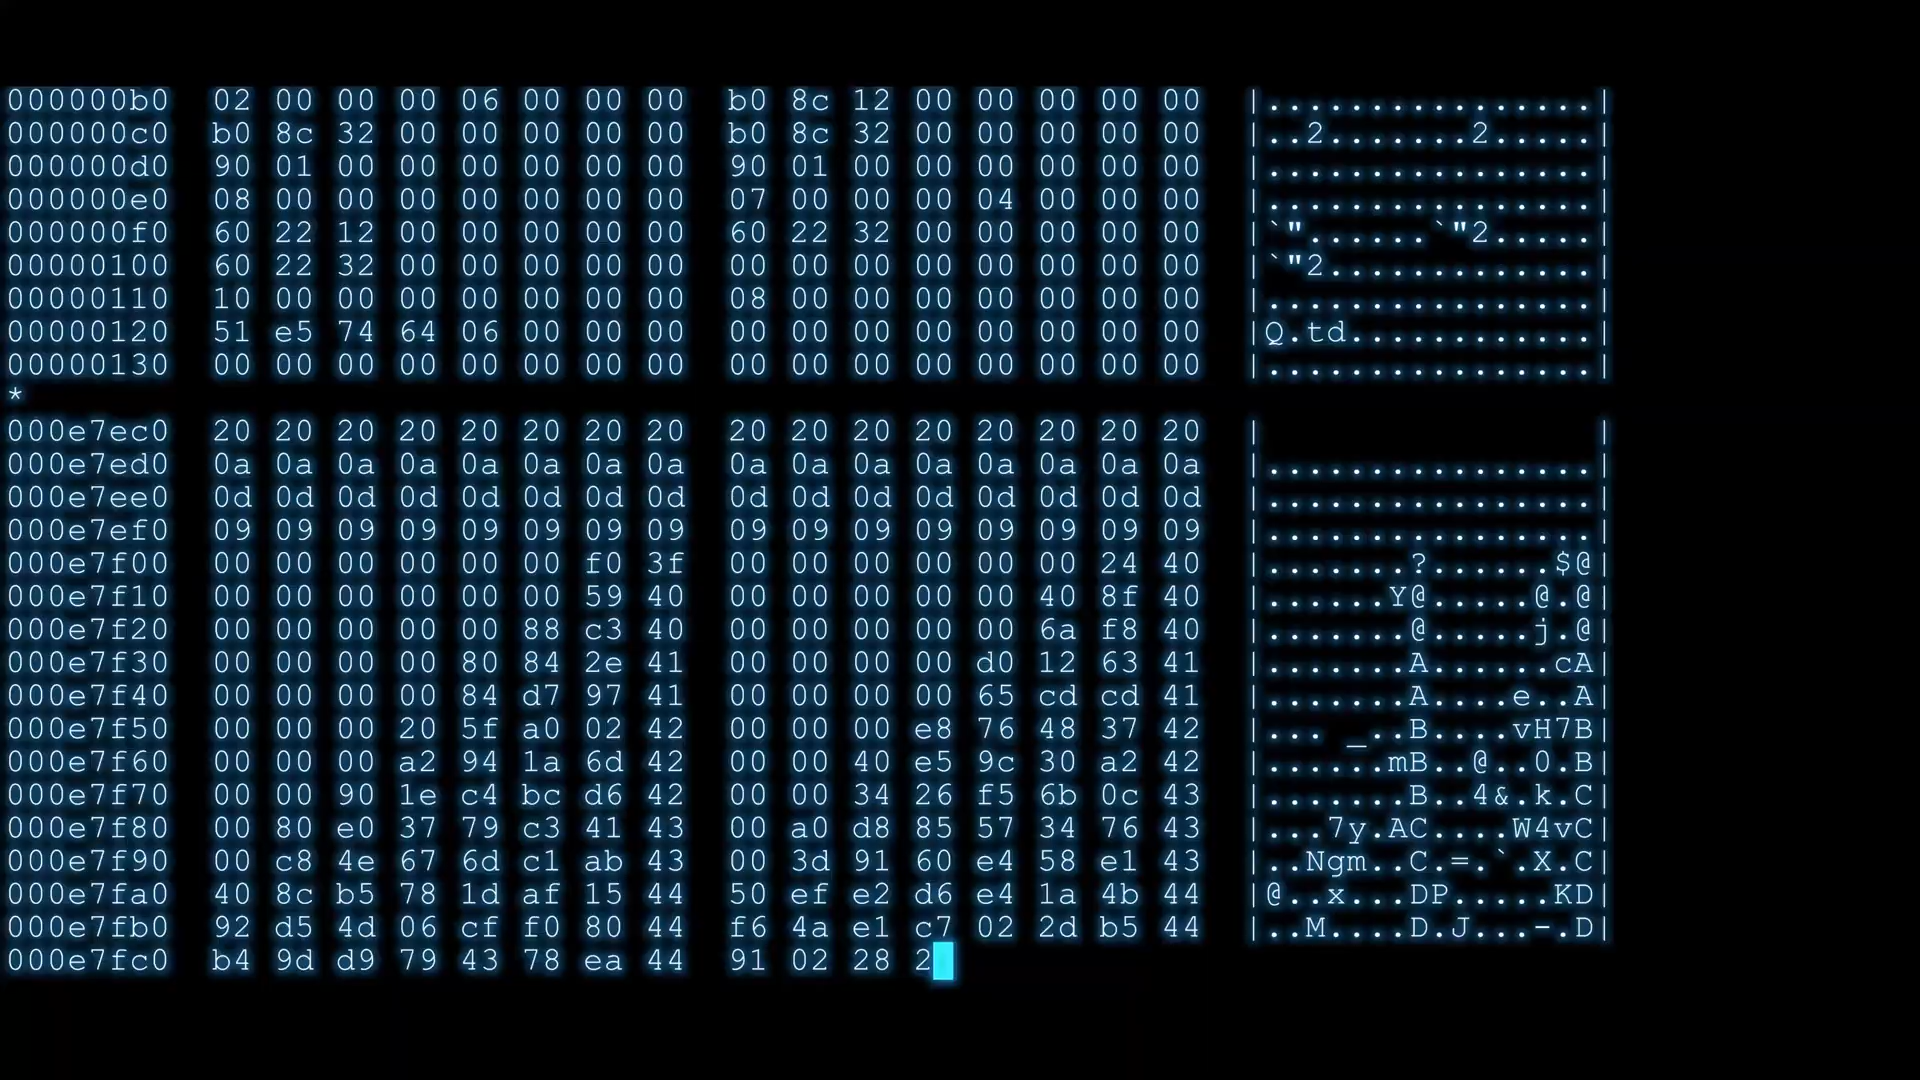 000000b0  02 00 00 00 06 00 00 00  b0 8c 12 00 00 00 00 00  |................|
000000c0  b0 8c 32 00 00 00 00 00  b0 8c 32 00 00 00 00 00  |..2.......2.....|
000000d0  90 01 00 00 00 00 00 00  90 01 00 00 00 00 00 00  |................|
000000e0  08 00 00 00 00 00 00 00  07 00 00 00 04 00 00 00  |................|
000000f0  60 22 12 00 00 00 00 00  60 22 32 00 00 00 00 00  |`"......`"2.....|
00000100  60 22 32 00 00 00 00 00  00 00 00 00 00 00 00 00  |`"2.............|
00000110  10 00 00 00 00 00 00 00  08 00 00 00 00 00 00 00  |................|
00000120  51 e5 74 64 06 00 00 00  00 00 00 00 00 00 00 00  |Q.td............|
00000130  00 00 00 00 00 00 00 00  00 00 00 00 00 00 00 00  |................|
*
000e7ec0  20 20 20 20 20 20 20 20  20 20 20 20 20 20 20 20  |                |
000e7ed0  0a 0a 0a 0a 0a 0a 0a 0a  0a 0a 0a 0a 0a 0a 0a 0a  |................|
000e7ee0  0d 0d 0d 0d 0d 0d 0d 0d  0d 0d 0d 0d 0d 0d 0d 0d  |................|
000e7ef0  09 09 09 09 09 09 09 09  09 09 09 09 09 09 09 09  |................|
000e7f00  00 00 00 00 00 00 f0 3f  00 00 00 00 00 00 24 40  |.......?......$@|
000e7f10  00 00 00 00 00 00 59 40  00 00 00 00 00 40 8f 40  |......Y@.....@.@|
000e7f20  00 00 00 00 00 88 c3 40  00 00 00 00 00 6a f8 40  |.......@.....j.@|
000e7f30  00 00 00 00 80 84 2e 41  00 00 00 00 d0 12 63 41  |.......A......cA|
000e7f40  00 00 00 00 84 d7 97 41  00 00 00 00 65 cd cd 41  |.......A....e..A|
000e7f50  00 00 00 20 5f a0 02 42  00 00 00 e8 76 48 37 42  |... _..B....vH7B|
000e7f60  00 00 00 a2 94 1a 6d 42  00 00 40 e5 9c 30 a2 42  |......mB..@..0.B|
000e7f70  00 00 90 1e c4 bc d6 42  00 00 34 26 f5 6b 0c 43  |.......B..4&.k.C|
000e7f80  00 80 e0 37 79 c3 41 43  00 a0 d8 85 57 34 76 43  |...7y.AC....W4vC|
000e7f90  00 c8 4e 67 6d c1 ab 43  00 3d 91 60 e4 58 e1 43  |..Ngm..C.=.`.X.C|
000e7fa0  40 8c b5 78 1d af 15 44  50 ef e2 d6 e4 1a 4b 44  |@..x...DP.....KD|
000e7fb0  92 d5 4d 06 cf f0 80 44  f6 4a e1 c7 02 2d b5 44  |..M....D.J...-.D|
000e7fc0  b4 9d d9 79 43 78 ea 44  91 02 28 2